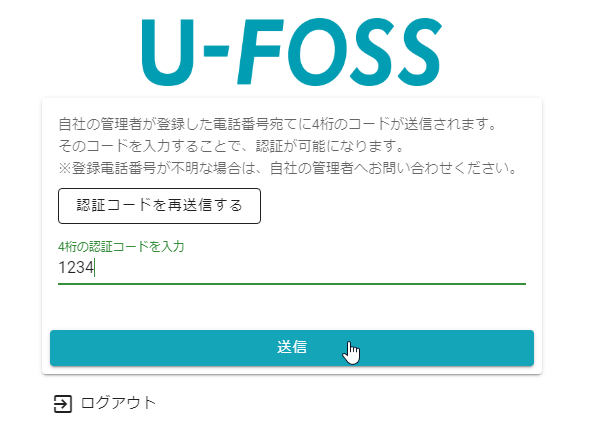 U-FOSS
自社の管理者が登録した電話番号宛てに4桁のコードが送信されます。
そのコードを入力することで、認証が可能になります。
※登録電話番号が不明な場合は、自社の管理者へお問い合わせください。
認証コードを再送信する
4桁の認証コードを入力
1234
送信
ログアウト